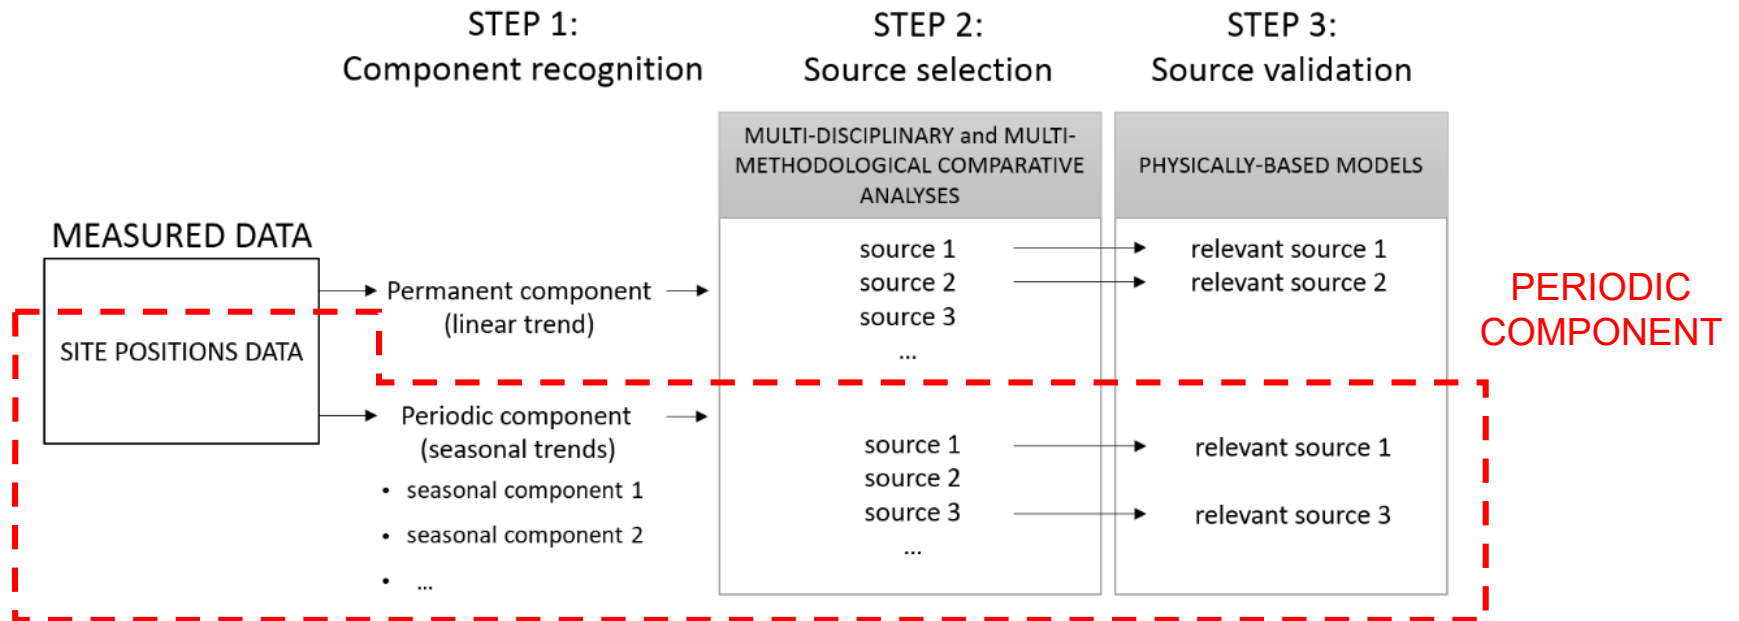 STEP 1:
Component recognition
STEP 2:
Source selection
STEP 3:
Source validation
MULTI-DISCIPLINARY and MULTI-
METHODOLOGICAL COMPARATIVE
ANALYSES
PHYSICALLY-BASED MODELS
MEASURED DATA
SITE POSITIONS DATA
Permanent component
(linear trend)
source 1
source 2
source 3
...
relevant source 1
relevant source 2
PERIODIC
COMPONENT
Periodic component
(seasonal trends)
• seasonal component 1
• seasonal component 2
• ...
source 1
source 2
source 3
...
relevant source 1
relevant source 3